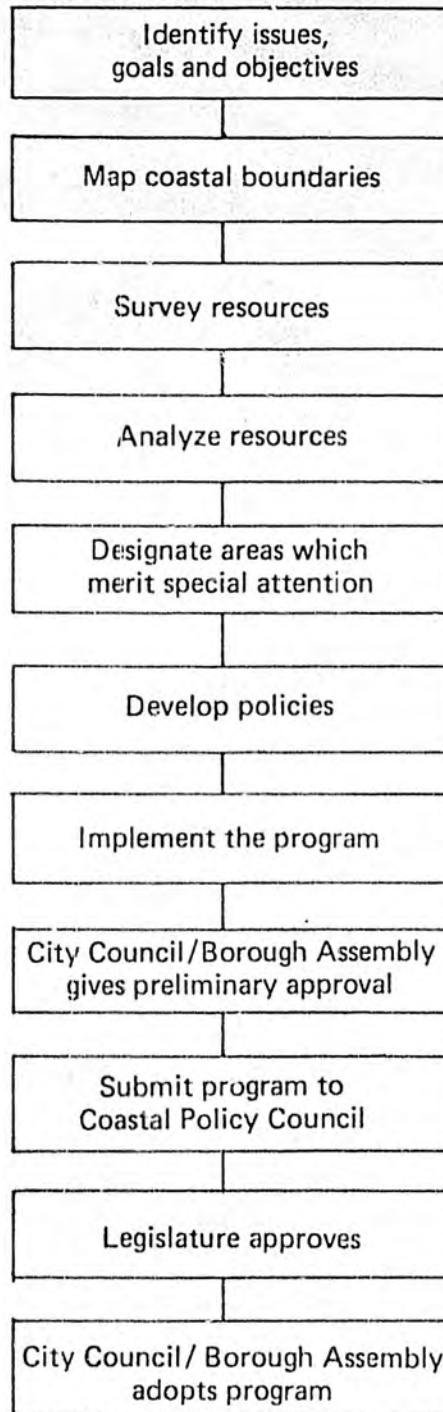 Identify issues,
goals and objectives
Map coastal boundaries
Survey resources
Analyze resources
Designate areas which
merit special attention
Develop policies
Implement the program
City Council/Borough Assembly
gives preliminary approval
Submit program to
Coastal Policy Council
Legislature approves
City Council/ Borough Assembly
adopts program